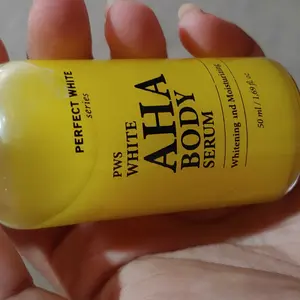 PERFECT WHITE
series
PWS
WHITE
AHA
BODY
SERUM
Whitening and Moisturizing
50 ml / 1,69 fl. oz